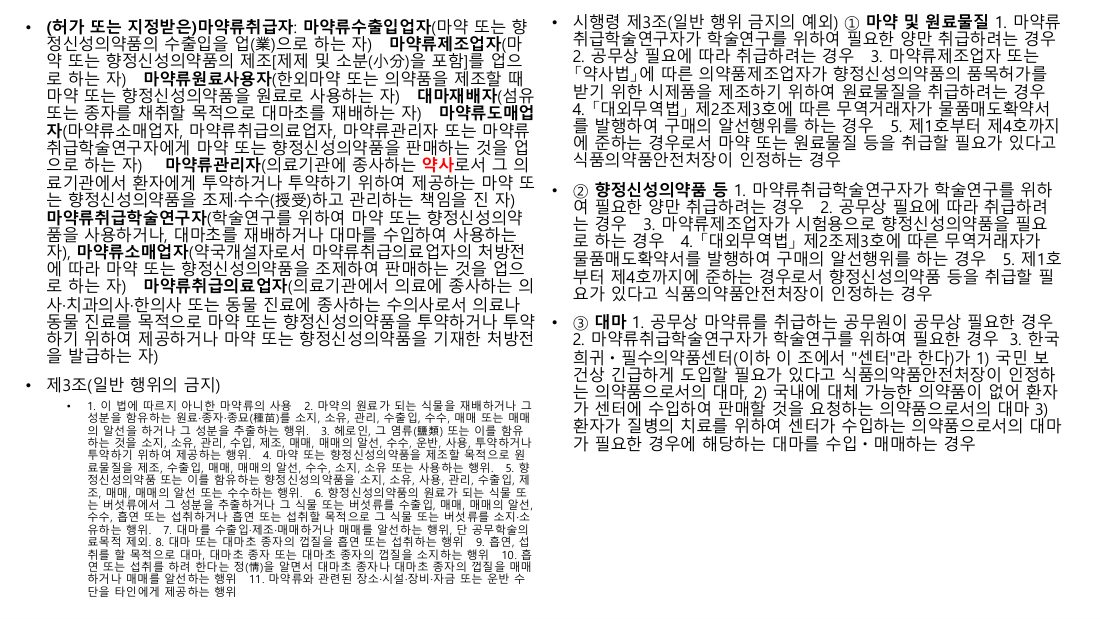 • (허가 또는 지정받은)마약류취급자: 마약류수출입업자(마약 또는 향
정신성의약품의 수출입을 업(業)으로 하는 자) 마약류제조업자(마
약 또는 향정신성의약품의 제조[제제 및 소분(小分)을 포함]를 업으
로 하는 자) 마약류원료사용자(한외마약 또는 의약품을 제조할 때
마약 또는 향정신성의약품을 원료로 사용하는 자) 대마재배자(섬유
또는 종자를 채취할 목적으로 대마초를 재배하는 자) 마약류도매업
자(마약류소매업자, 마약류취급의료업자, 마약류관리자 또는 마약류
취급학술연구자에게 마약 또는 향정신성의약품을 판매하는 것을 업
으로 하는 자) 마약류관리자(의료기관에 종사하는 약사로서 그 의
료기관에서 환자에게 투약하거나 투약하기 위하여 제공하는 마약 또
는 향정신성의약품을 조제·수수(授受)하고 관리하는 책임을 진 자)
마약류취급학술연구자(학술연구를 위하여 마약 또는 향정신성의약
품을 사용하거나, 대마초를 재배하거나 대마를 수입하여 사용하는
자), 마약류소매업자(약국개설자로서 마약류취급의료업자의 처방전
에 따라 마약 또는 향정신성의약품을 조제하여 판매하는 것을 업으
로 하는 자) 마약류취급의료업자(의료기관에서 의료에 종사하는 의
사·치과의사·한의사 또는 동물 진료에 종사하는 수의사로서 의료나
동물 진료를 목적으로 마약 또는 향정신성의약품을 투약하거나 투약
하기 위하여 제공하거나 마약 또는 향정신성의약품을 기재한 처방전
을 발급하는 자)
• 제3조(일반 행위의 금지)
• 1. 이 법에 따르지 아니한 마약류의 사용 2. 마약의 원료가 되는 식물을 재배하거나 그
성분을 함유하는 원료·종자·종묘(種苗)를 소지, 소유, 관리, 수출입, 수수, 매매 또는 매매
의 알선을 하거나 그 성분을 추출하는 행위. 3. 헤로인, 그 염류(鹽類) 또는 이를 함유
하는 것을 소지, 소유, 관리, 수입, 제조, 매매, 매매의 알선, 수수, 운반, 사용, 투약하거나
투약하기 위하여 제공하는 행위. 4. 마약 또는 향정신성의약품을 제조할 목적으로 원
료물질을 제조, 수출입, 매매, 매매의 알선, 수수, 소지, 소유 또는 사용하는 행위. 5. 향
정신성의약품 또는 이를 함유하는 향정신성의약품을 소지, 소유, 사용, 관리, 수출입, 제
조, 매매, 매매의 알선 또는 수수하는 행위. 6. 향정신성의약품의 원료가 되는 식물 또
는 버섯류에서 그 성분을 추출하거나 그 식물 또는 버섯류를 수출입, 매매, 매매의 알선,
수수, 흡연 또는 섭취하거나 흡연 또는 섭취할 목적으로 그 식물 또는 버섯류를 소지·소
유하는 행위. 7. 대마를 수출입·제조·매매하거나 매매를 알선하는 행위, 단 공무학술의
료목적 제외. 8. 대마 또는 대마초 종자의 껍질을 흡연 또는 섭취하는 행위 9. 흡연, 섭
취를 할 목적으로 대마, 대마초 종자 또는 대마초 종자의 껍질을 소지하는 행위 10. 흡
연 또는 섭취를 하려 한다는 정(情)을 알면서 대마초 종자나 대마초 종자의 껍질을 매매
하거나 매매를 알선하는 행위 11. 마약류와 관련된 장소·시설·장비·자금 또는 운반 수
단을 타인에게 제공하는 행위
• 시행령 제3조(일반 행위 금지의 예외) ① 마약 및 원료물질 1. 마약류
취급학술연구자가 학술연구를 위하여 필요한 양만 취급하려는 경우
2. 공무상 필요에 따라 취급하려는 경우 3. 마약류제조업자 또는
「약사법」에 따른 의약품제조업자가 향정신성의약품의 품목허가를
받기 위한 시제품을 제조하기 위하여 원료물질을 취급하려는 경우
4. 「대외무역법」 제2조제3호에 따른 무역거래자가 물품매도확약서
를 발행하여 구매의 알선행위를 하는 경우 5. 제1호부터 제4호까지
에 준하는 경우로서 마약 또는 원료물질 등을 취급할 필요가 있다고
식품의약품안전처장이 인정하는 경우
• ② 향정신성의약품 등 1. 마약류취급학술연구자가 학술연구를 위하
여 필요한 양만 취급하려는 경우 2. 공무상 필요에 따라 취급하려
는 경우 3. 마약류제조업자가 시험용으로 향정신성의약품을 필요
로 하는 경우 4. 「대외무역법」 제2조제3호에 따른 무역거래자가
물품매도확약서를 발행하여 구매의 알선행위를 하는 경우 5. 제1호
부터 제4호까지에 준하는 경우로서 향정신성의약품 등을 취급할 필
요가 있다고 식품의약품안전처장이 인정하는 경우
• ③ 대마 1. 공무상 마약류를 취급하는 공무원이 공무상 필요한 경우
2. 마약류취급학술연구자가 학술연구를 위하여 필요한 경우 3. 한국
희귀・필수의약품센터(이하 이 조에서 "센터"라 한다)가 1) 국민 보
건상 긴급하게 도입할 필요가 있다고 식품의약품안전처장이 인정하
는 의약품으로서의 대마, 2) 국내에 대체 가능한 의약품이 없어 환자
가 센터에 수입하여 판매할 것을 요청하는 의약품으로서의 대마 3)
환자가 질병의 치료를 위하여 센터가 수입하는 의약품으로서의 대마
가 필요한 경우에 해당하는 대마를 수입・매매하는 경우